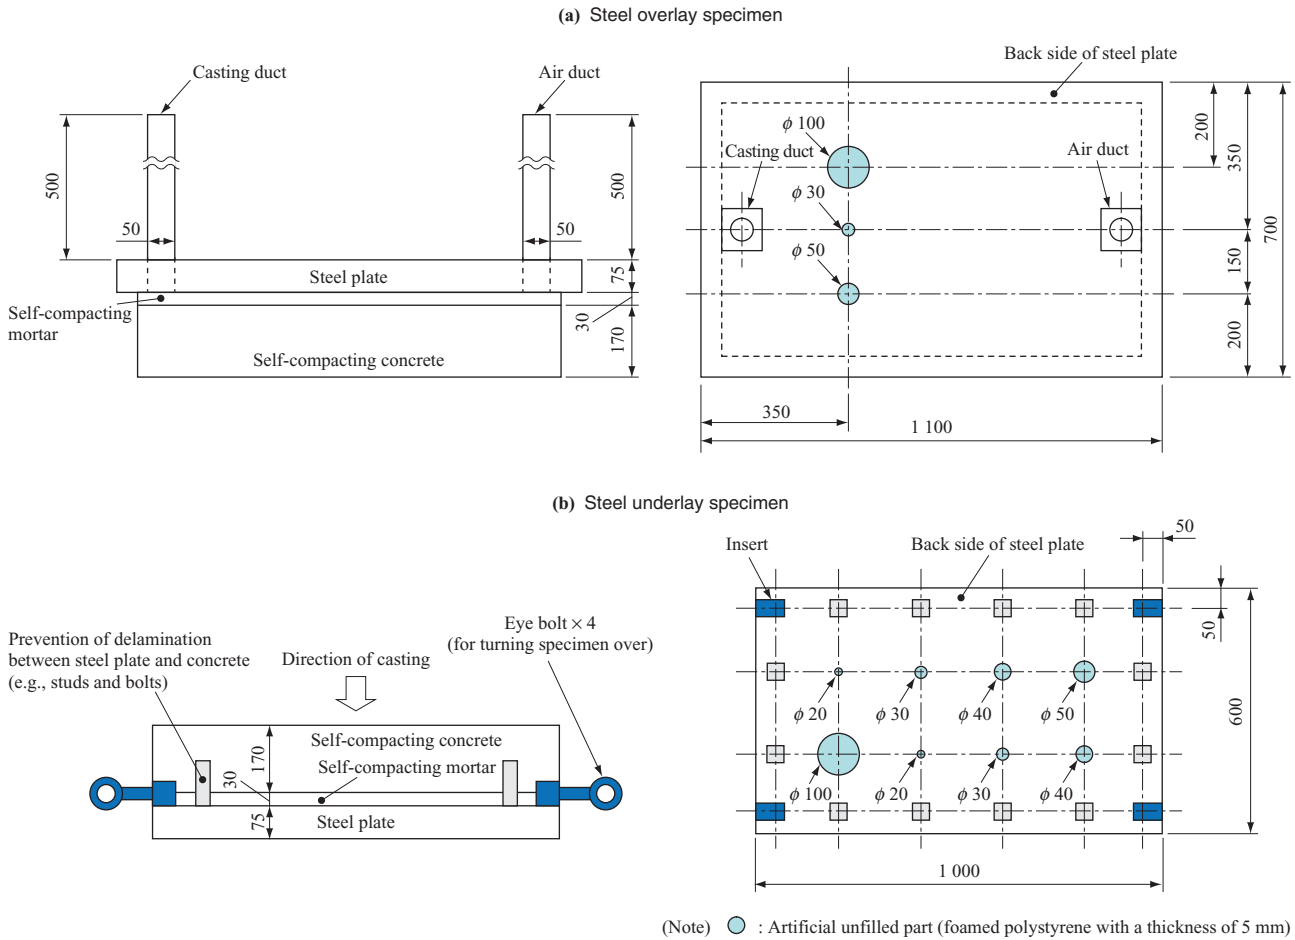 (a) Steel overlay specimen
Casting duct
Air duct
500
500
50
50
Steel plate
75
Self-compacting
mortar
30
170
Self-compacting concrete
Back side of steel plate
ϕ 100
Casting duct
Air duct
ϕ 30
ϕ 50
200
350
700
150
200
350
1 100
(b) Steel underlay specimen
Prevention of delamination
between steel plate and concrete
(e.g., studs and bolts)
Direction of casting
Eye bolt × 4
(for turning specimen over)
170
Self-compacting concrete
30
Self-compacting mortar
75
Steel plate
Insert
Back side of steel plate
50
50
600
ϕ 20
ϕ 30
ϕ 40
ϕ 50
ϕ 100
ϕ 20
ϕ 30
ϕ 40
1 000
(Note) : Artificial unfilled part (foamed polystyrene with a thickness of 5 mm)